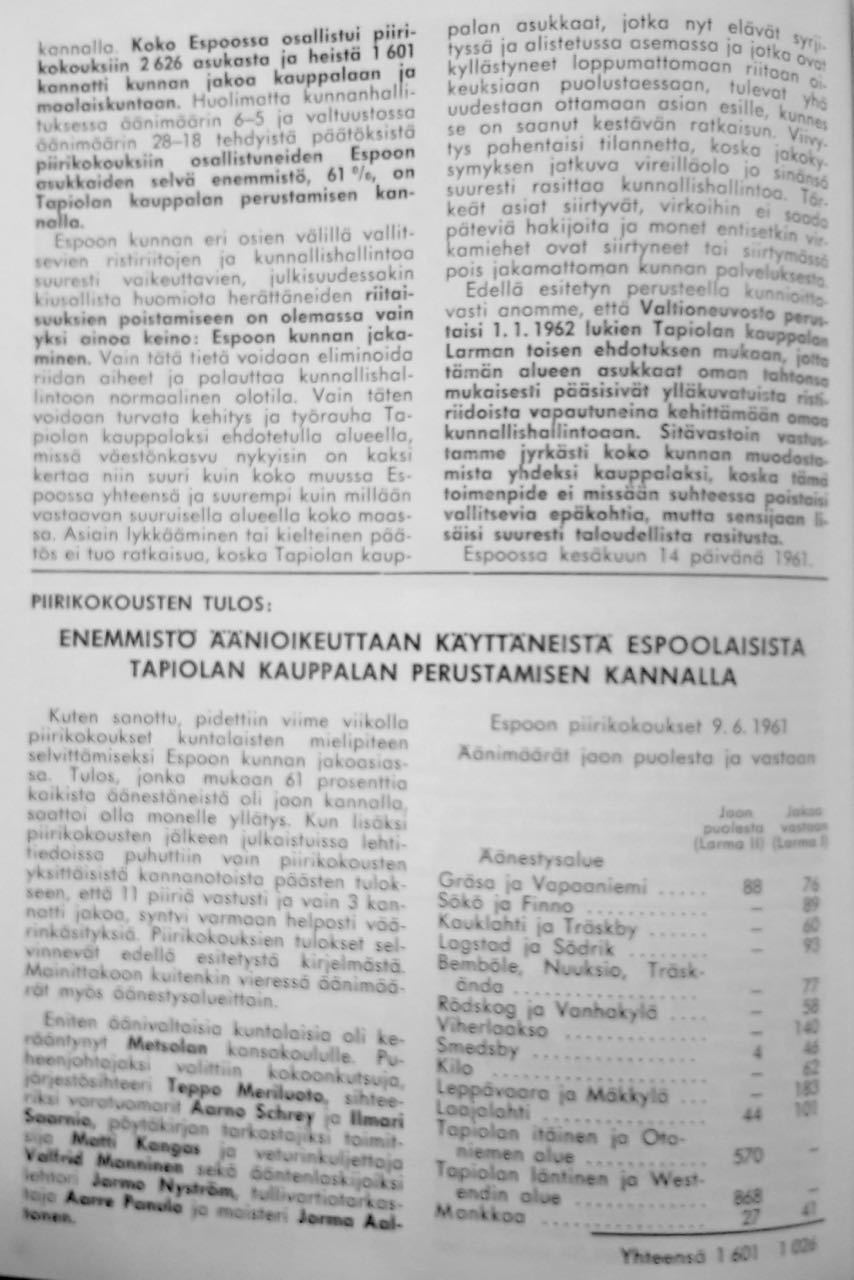 kannalla. Koko Espoossa osallistui piiri-
kokouksiin 2 626 asukasta ja heistä 1 601
kannatti kunnan jakoa kauppalaan ja
maalaiskuntaan. Huolimatta kunnanhalli-
tuksessa äänimäärin 6–5 ja valtuustossa
äänimäärin 28–18 tehdyistä päätöksistä
piirikokouksiin osallistuneiden Espoon
asukkaiden selvä enemmistö, 61 %, on
Tapiolan kauppalan perustamisen kan-
nalla.
Espoon kunnan eri osien välillä vallit-
sevien ristiriitojen ja kunnallishallintoa
suuresti vaikeuttavien, julkisuudessakin
kiusallista huomiota herättäneiden riitai-
suuksien poistamiseen on olemassa vain
yksi ainoa keino: Espoon kunnan jaka-
minen. Vain tätä tietä voidaan eliminoida
riidan aiheet ja palauttaa kunnallishal-
lintoon normaalinen olotila. Vain täten
voidaan turvata kehitys ja työrauha Ta-
piolan kauppalaksi ehdotetulla alueella,
missä väestönkasvu nykyisin on kaksi
kertaa niin suuri kuin koko muussa Es-
poossa yhteensä ja suurempi kuin millään
vastaavan suuruisella alueella koko maas-
sa. Asiain lykkääminen tai kielteinen pää-
tös ei tuo ratkaisua, koska Tapiolan kaup-
palan asukkaat, jotka nyt elävät syrji-
tyssä ja alistetussa asemassa ja jotka ovat
kyllästyneet loppumattomaan riitaan oi-
keuksiaan puolustaessaan, tulevat yhä
uudestaan ottamaan asian esille, kunnes
se on saanut kestävän ratkaisun. Viivy-
tys pahentaisi tilannetta, koska jakoky-
symyksen jatkuva vireilläolo jo sinänsä
suuresti rasittaa kunnallishallintoa. Tär-
keät asiat siirtyvät, virkoihin ei saada
päteviä hakijoita ja monet entisetkin vir-
kamiehet ovat siirtyneet tai siirtymässä
pois jakamattoman kunnan palveluksesta.
Edellä esitetyn perusteella kunnioitta-
vasti anomme, että Valtioneuvosto perus-
taisi 1. 1. 1962 lukien Tapiolan kauppalan
Larman toisen ehdotuksen mukaan, jotta
tämän alueen asukkaat oman tahtonsa
mukaisesti pääsisivät ylläkuvatuista risti-
riidoista vapautuneina kehittämään omaa
kunnallishallintoaan. Sitävastoin vastus-
tamme jyrkästi koko kunnan muodosta-
mista yhdeksi kauppalaksi, koska tämä
toimenpide ei missään suhteessa poistaisi
vallitsevia epäkohtia, mutta sensijaan li-
säisi suuresti taloudellista rasitusta.
Espoossa kesäkuun 14 päivänä 1961.
PIIRIKOKOUSTEN TULOS:
ENEMMISTÖ ÄÄNIOIKEUTTAAN KÄYTTÄNEISTÄ ESPOOLAISISTA
TAPIOLAN KAUPPALAN PERUSTAMISEN KANNALLA
Kuten sanottu, pidettiin viime viikolla
piirikokoukset kuntalaisten mielipiteen
selvittämiseksi Espoon kunnan jakoasias-
sa. Tulos, jonka mukaan 61 prosenttia
kaikista äänestäneistä oli jaon kannalla,
saattoi olla monelle yllätys. Kun lisäksi
piirikokousten jälkeen julkaistuissa lehti-
tiedoissa puhuttiin vain piirikokousten
yksittäisistä kannanotoista päästen tulok-
seen, että 11 piiriä vastusti ja vain 3 kan-
natti jakoa, syntyi varmaan helposti vää-
rinkäsityksiä. Piirikokouksien tulokset sel-
vinnevät edellä esitetystä kirjelmästä.
Mainittakoon kuitenkin vieressä äänimää-
rät myös äänestysalueittain.
Eniten äänivaltaisia kuntalaisia oli ke-
rääntynyt Metsolan kansakoululle. Pu-
heenjohtajaksi valittiin kokoonkutsuja,
järjestösihteeri Teppo Meriluoto, sihtee-
riksi varatuomarit Aarno Schrey ja Ilmari
Saarnio, pöytäkirjan tarkastajiksi toimit-
sija Matti Kangas ja veturinkuljettaja
Valfrid Manninen sekä ääntenlaskijoiksi
lehtori Jarmo Nyström, tullivartiotarkas-
taja Aarre Panula ja maisteri Jorma Aal-
tonen.
Espoon piirikokoukset 9. 6. 1961
Äänimäärät jaon puolesta ja vastaan
Jaon Jakoa
puolesta vastaan
(Larma II) (Larma I)
Äänestysalue
Gräsa ja Vapaaniemi ..... 88 76
Sökö ja Finno ............ – 89
Kauklahti ja Träskby ...... – 60
Lagstad ja Södrik ......... – 93
Bemböle, Nuuksio, Träsk-
ända .................... – 77
Rödskog ja Vanhakylä .... – 58
Viherlaakso .............. – 140
Smedsby ................ 4 46
Kilo ..................... – 62
Leppävaara ja Mäkkylä ... – 183
Laajalahti ................ 44 101
Tapiolan itäinen ja Ota-
niemen alue ............. 570 –
Tapiolan läntinen ja West-
endin alue .............. 868 –
Mankkaa ................ 27 41
Yhteensä 1 601 1 026